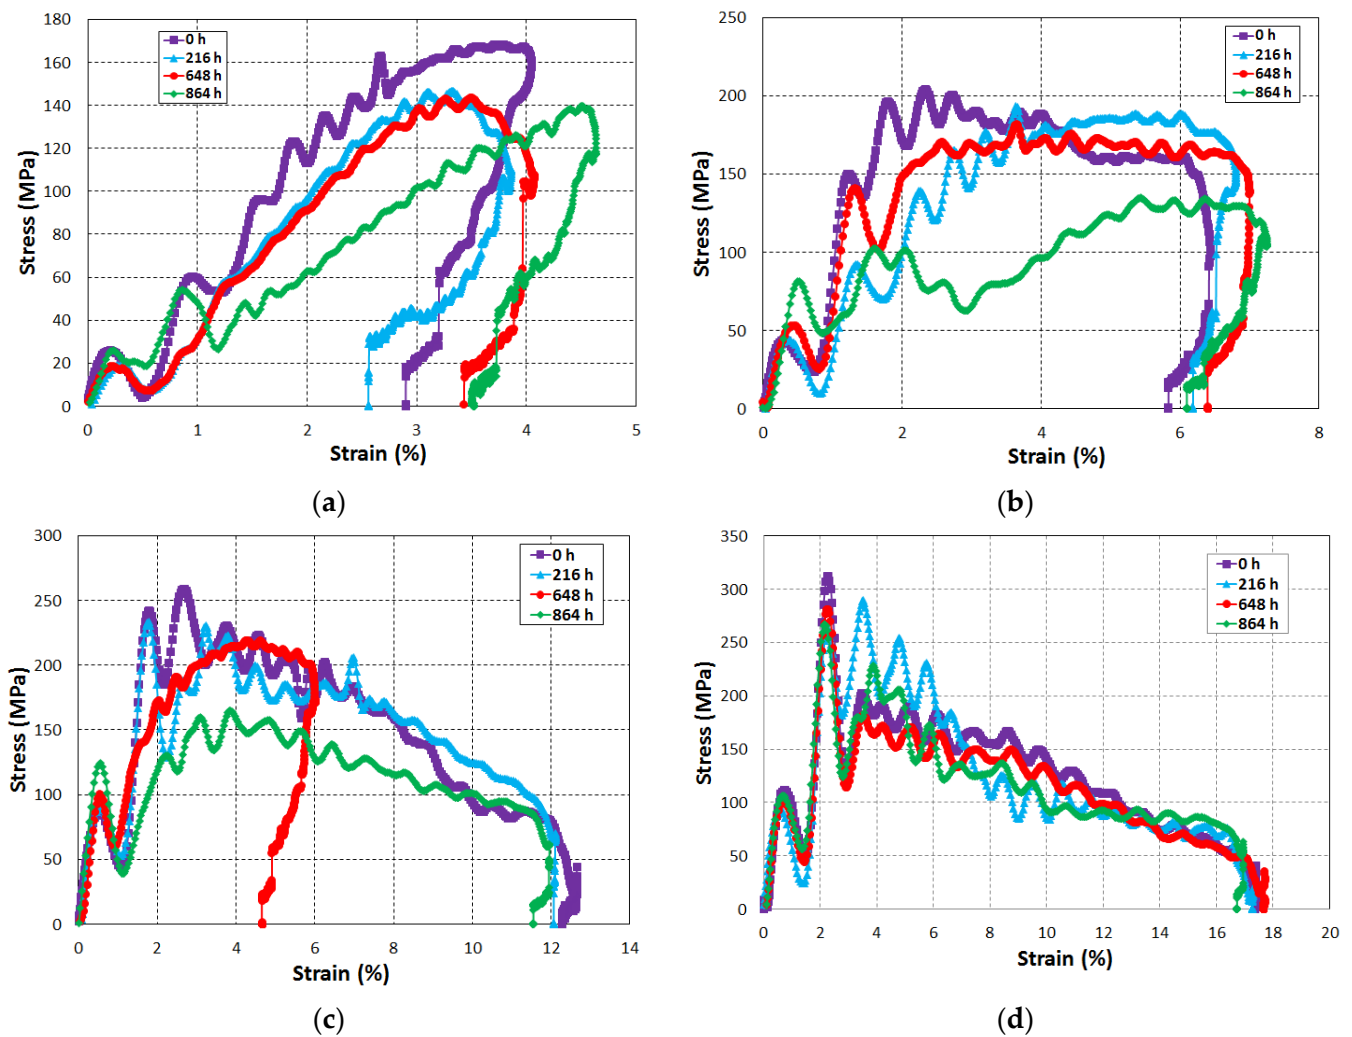 180
160
140
120
100
80
60
40
20
0
Stress (MPa)
0 h
216 h
648 h
864 h
0 1 2 3 4 5
Strain (%)
(a)
250
200
150
100
50
0
Stress (MPa)
0 h
216 h
648 h
864 h
0 2 4 6 8
Strain (%)
(b)
300
250
200
150
100
50
0
Stress (MPa)
0 h
216 h
648 h
864 h
0 2 4 6 8 10 12 14
Strain (%)
(c)
350
300
250
200
150
100
50
0
Stress (MPa)
0 h
216 h
648 h
864 h
0 2 4 6 8 10 12 14 16 18 20
Strain (%)
(d)